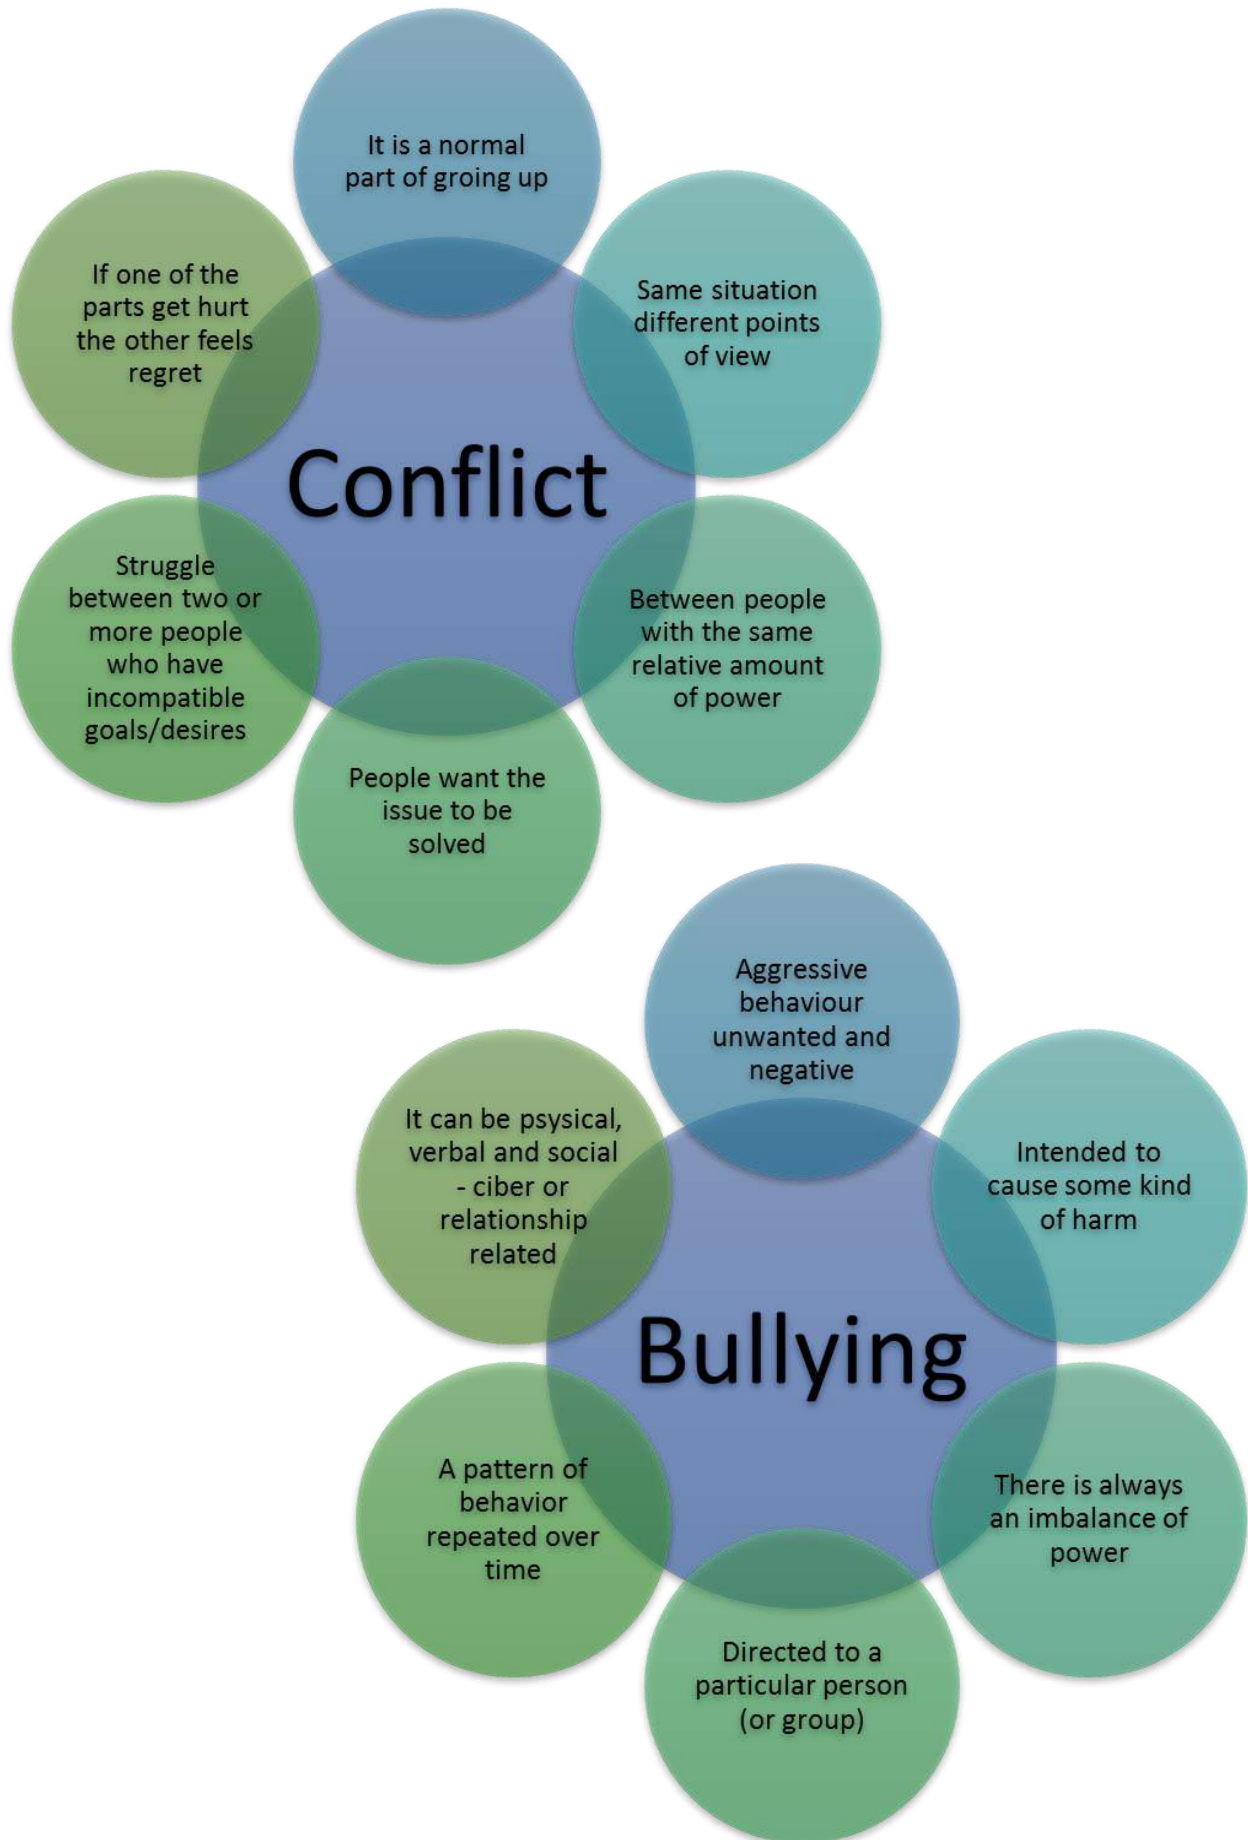 It is a normal
part of groing up
If one of the
parts get hurt
the other feels
regret
Same situation
different points
of view
Conflict
Struggle
between two or
more people
who have
incompatible
goals/desires
Between people
with the same
relative amount
of power
People want the
issue to be
solved
Aggressive
behaviour
unwanted and
negative
It can be psysical,
verbal and social
- ciber or
relationship
related
Intended to
cause some kind
of harm
Bullying
A pattern of
behavior
repeated over
time
There is always
an imbalance of
power
Directed to a
particular person
(or group)